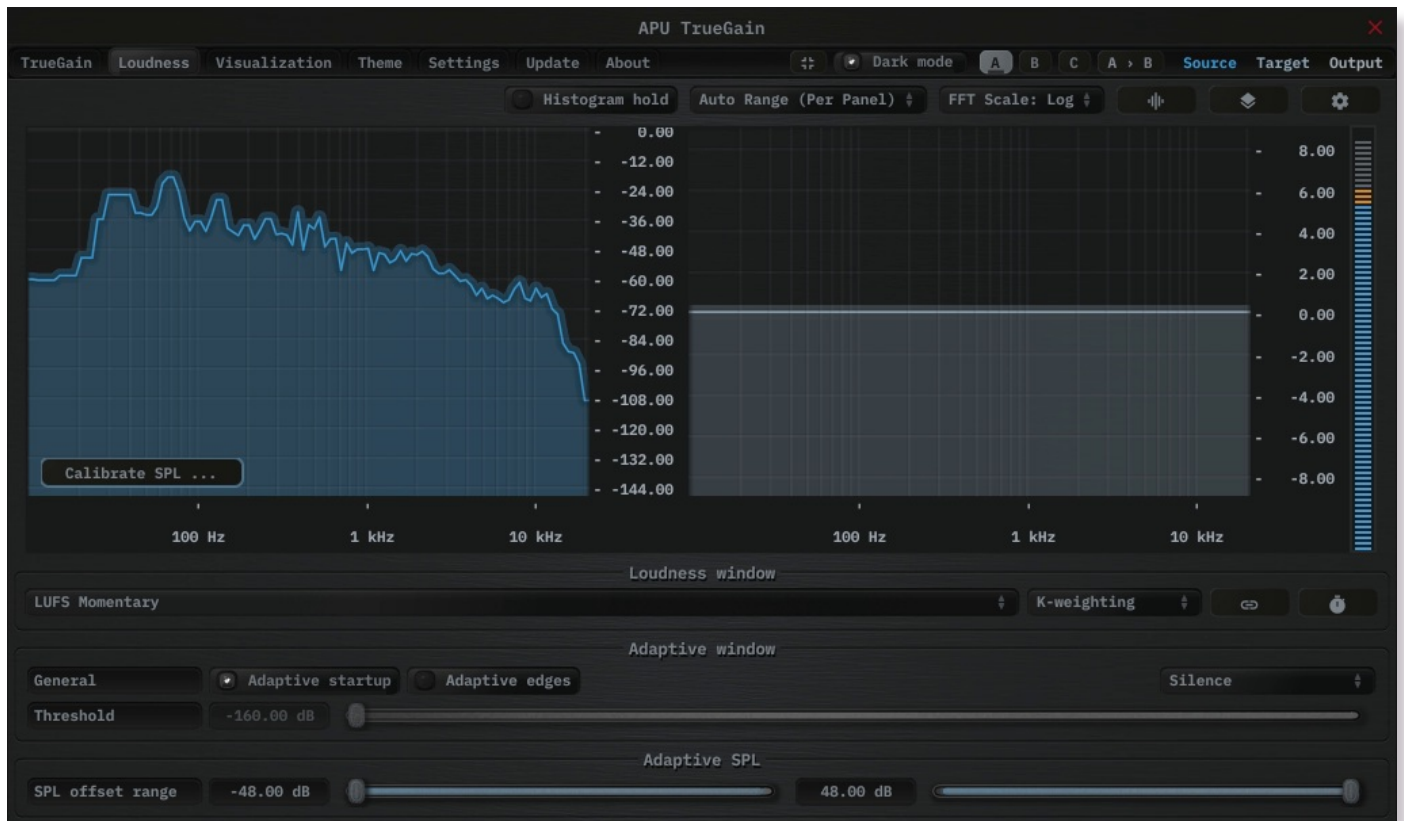 APU TrueGain
TrueGain Loudness Visualization Theme Settings Update About Dark mode A B C A › B Source Target Output
Histogram hold Auto Range (Per Panel) FFT Scale: Log
- 0.00
- -12.00
- -24.00
- -36.00
- -48.00
- -60.00
- -72.00
- -84.00
- -96.00
- -108.00
- -120.00
- -132.00
- -144.00
Calibrate SPL ...
100 Hz 1 kHz 10 kHz
- 8.00
- 6.00
- 4.00
- 2.00
- 0.00
- -2.00
- -4.00
- -6.00
- -8.00
100 Hz 1 kHz 10 kHz
Loudness window
LUFS Momentary K-weighting
Adaptive window
General Adaptive startup Adaptive edges Silence
Threshold -160.00 dB
Adaptive SPL
SPL offset range -48.00 dB 48.00 dB